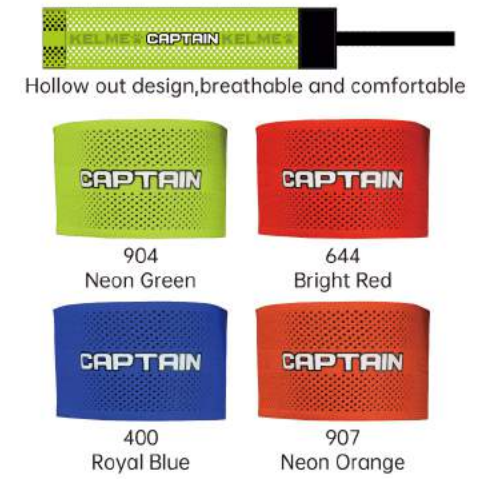 KELME CAPTAIN KELME
Hollow out design,breathable and comfortable
CAPTAIN CAPTAIN
904 644
Neon Green Bright Red
CAPTAIN CAPTAIN
400 907
Royal Blue Neon Orange